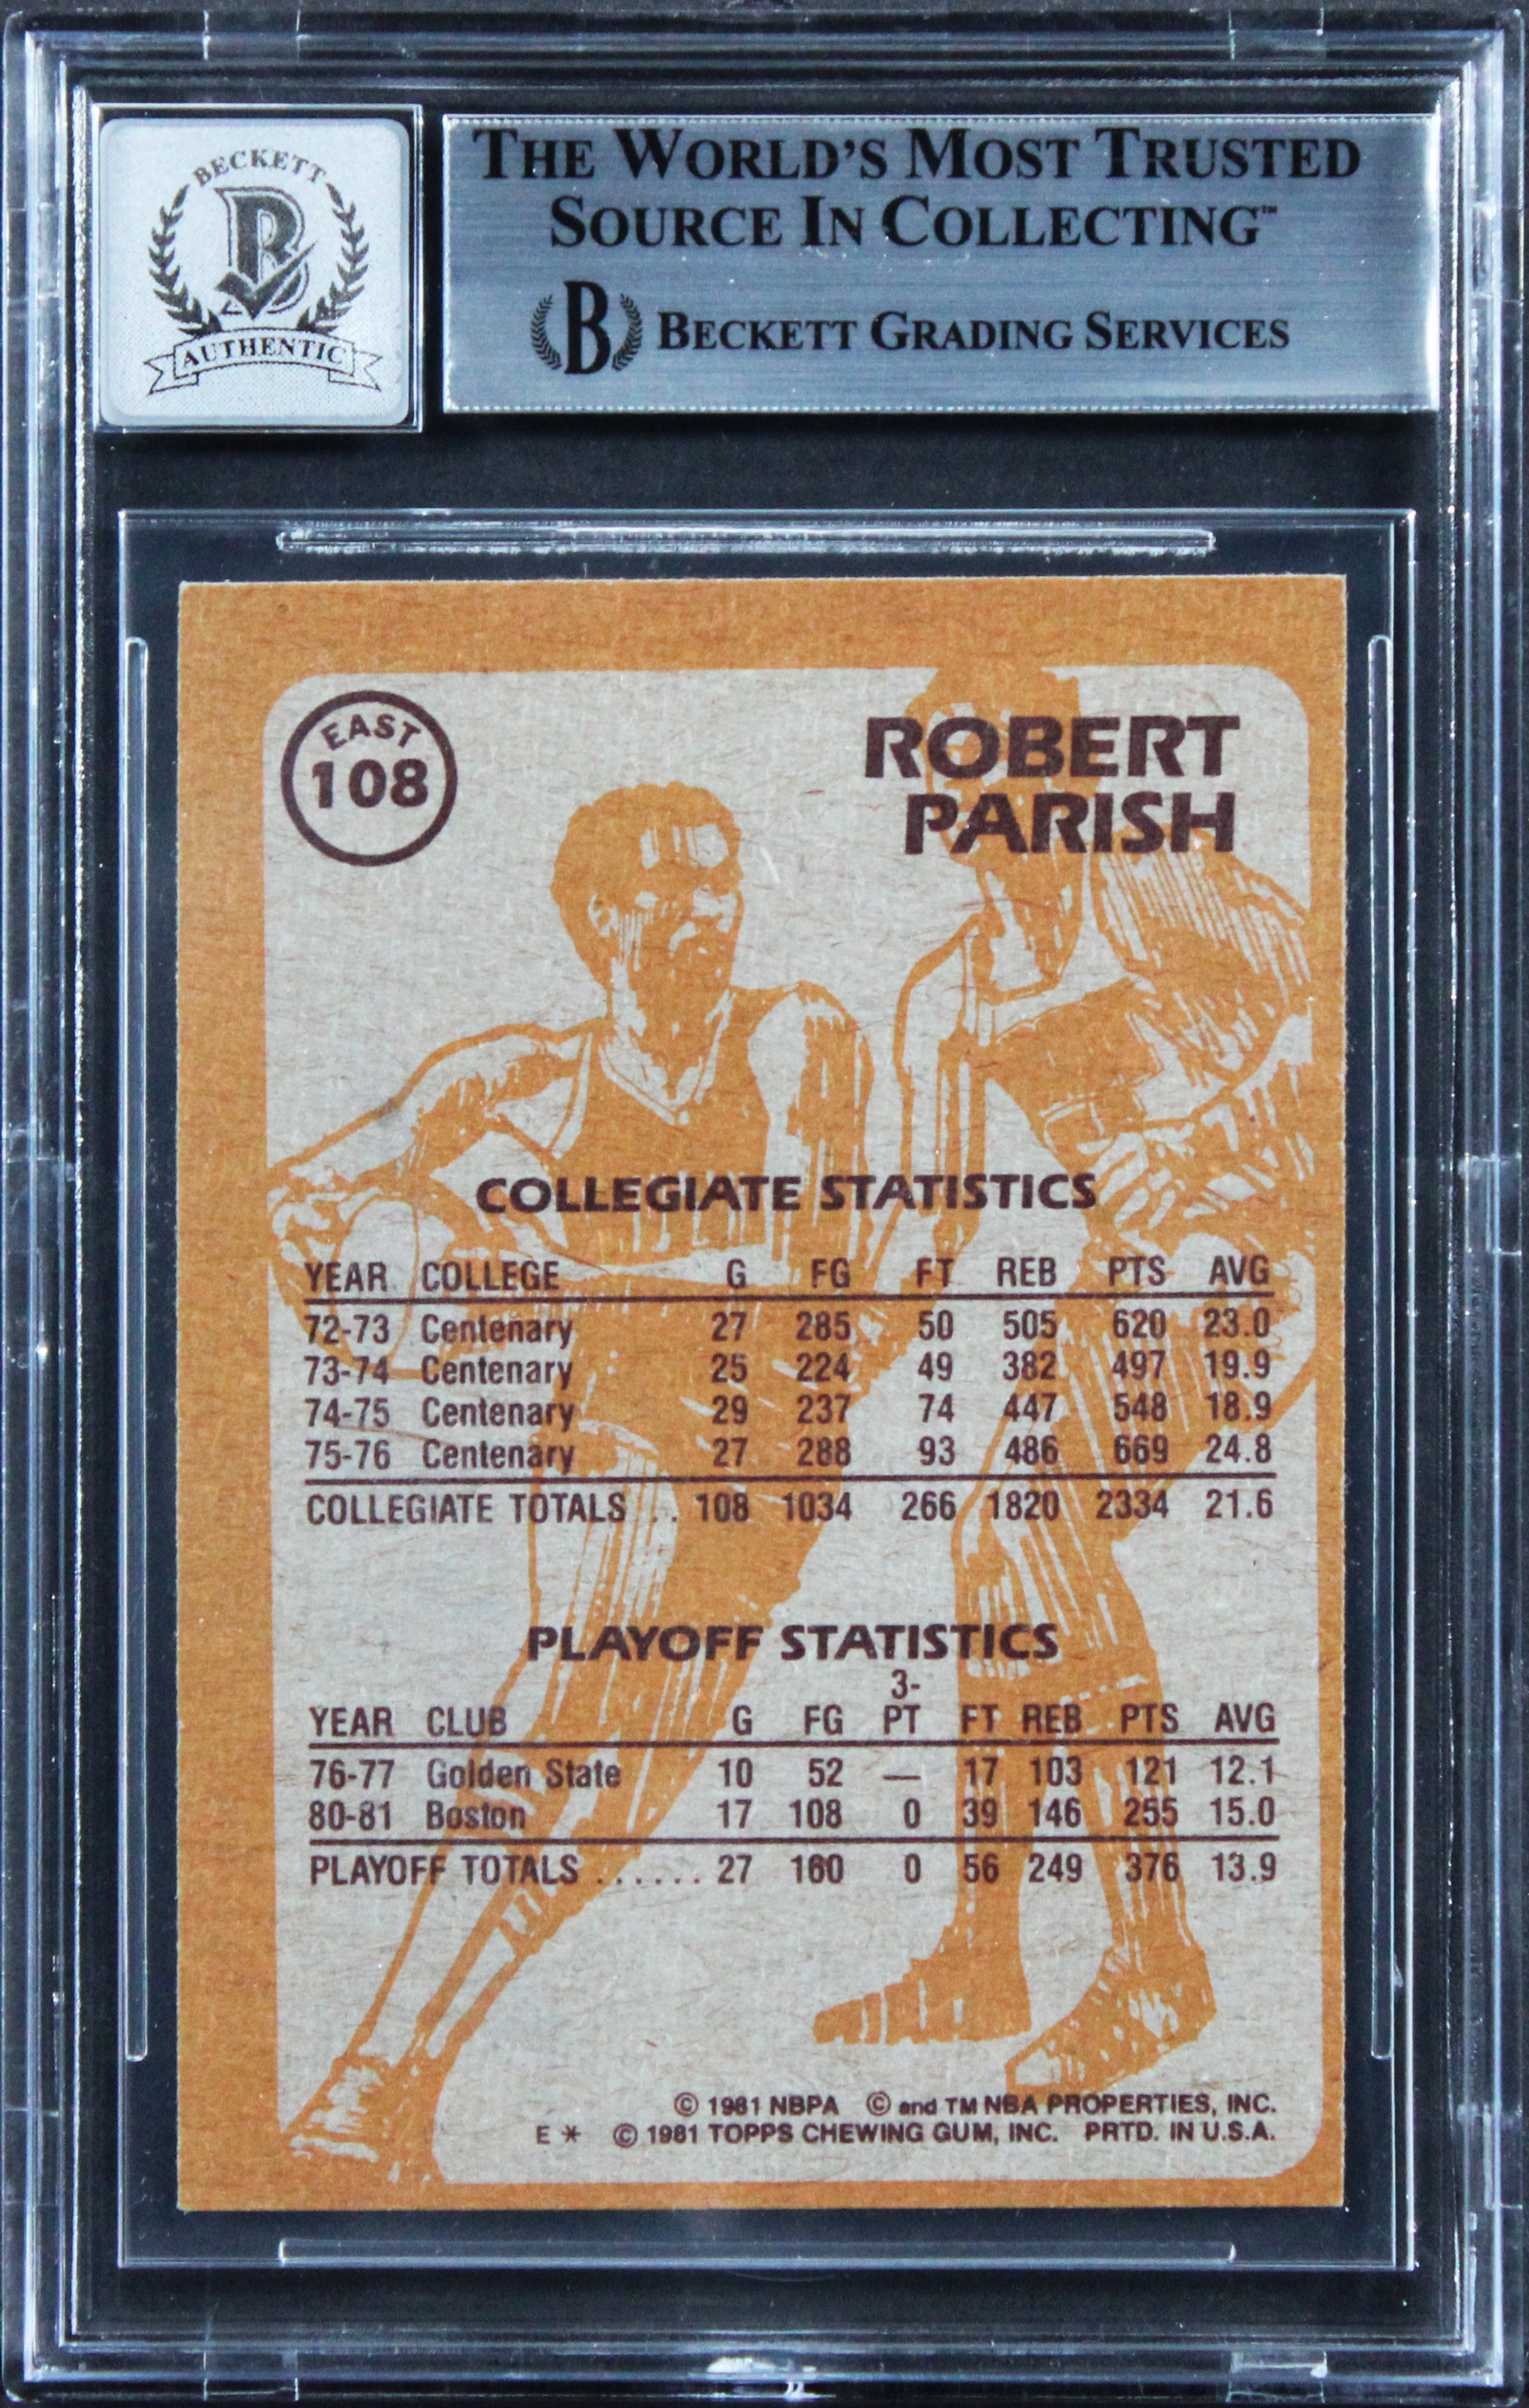 BECKETT
AUTHENTIC
THE WORLD'S MOST TRUSTED
SOURCE IN COLLECTING™
B BECKETT GRADING SERVICES
EAST
108
ROBERT
PARISH
COLLEGIATE STATISTICS
YEAR COLLEGE G FG FT REB PTS AVG
72-73 Centenary 27 285 50 505 620 23.0
73-74 Centenary 25 224 49 382 497 19.9
74-75 Centenary 29 237 74 447 548 18.9
75-76 Centenary 27 288 93 486 669 24.8
COLLEGIATE TOTALS .. 108 1034 266 1820 2334 21.6
PLAYOFF STATISTICS
3-
YEAR CLUB G FG PT FT REB PTS AVG
76-77 Golden State 10 52 — 17 103 121 12.1
80-81 Boston 17 108 0 39 146 255 15.0
PLAYOFF TOTALS ...... 27 160 0 56 249 376 13.9
© 1981 NBPA © and TM NBA PROPERTIES, INC.
E * © 1981 TOPPS CHEWING GUM, INC. PRTD. IN U.S.A.